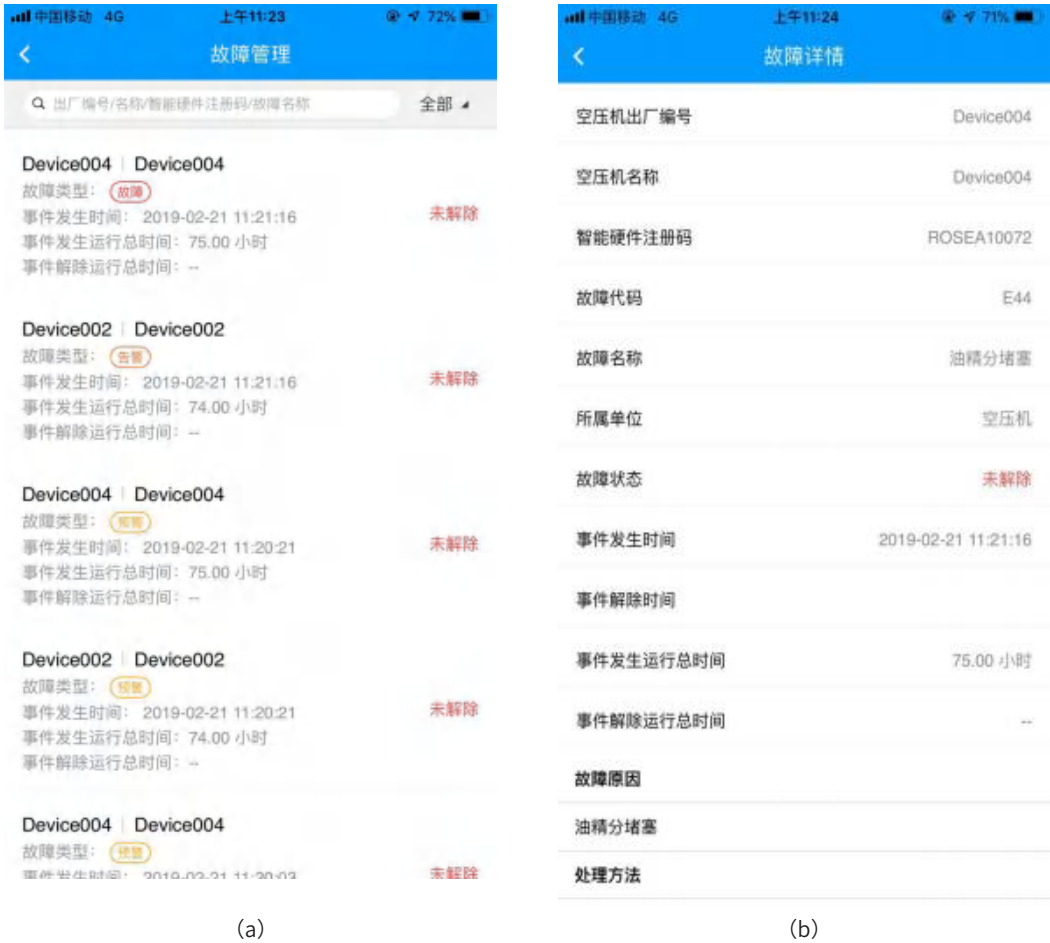 中国移动 4G 上午11:23 72%
故障管理
出厂编号/名称/智能硬件注册码/故障名称 全部
Device004 Device004
故障类型： 故障
事件发生时间： 2019-02-21 11:21:16 未解除
事件发生运行总时间：75.00 小时
事件解除运行总时间：--
Device002 Device002
故障类型： 告警
事件发生时间： 2019-02-21 11:21:16 未解除
事件发生运行总时间：74.00 小时
事件解除运行总时间：--
Device004 Device004
故障类型： 预警
事件发生时间： 2019-02-21 11:20:21 未解除
事件发生运行总时间：75.00 小时
事件解除运行总时间：--
Device002 Device002
故障类型： 预警
事件发生时间： 2019-02-21 11:20:21 未解除
事件发生运行总时间：74.00 小时
事件解除运行总时间：--
Device004 Device004
故障类型： 预警
事件发生时间： 2019-02-21 11:20:03 未解除
(a)
中国移动 4G 上午11:24 71%
故障详情
空压机出厂编号 Device004
空压机名称 Device004
智能硬件注册码 ROSEA10072
故障代码 E44
故障名称 油精分堵塞
所属单位 空压机
故障状态 未解除
事件发生时间 2019-02-21 11:21:16
事件解除时间
事件发生运行总时间 75.00 小时
事件解除运行总时间 --
故障原因
油精分堵塞
处理方法
(b)